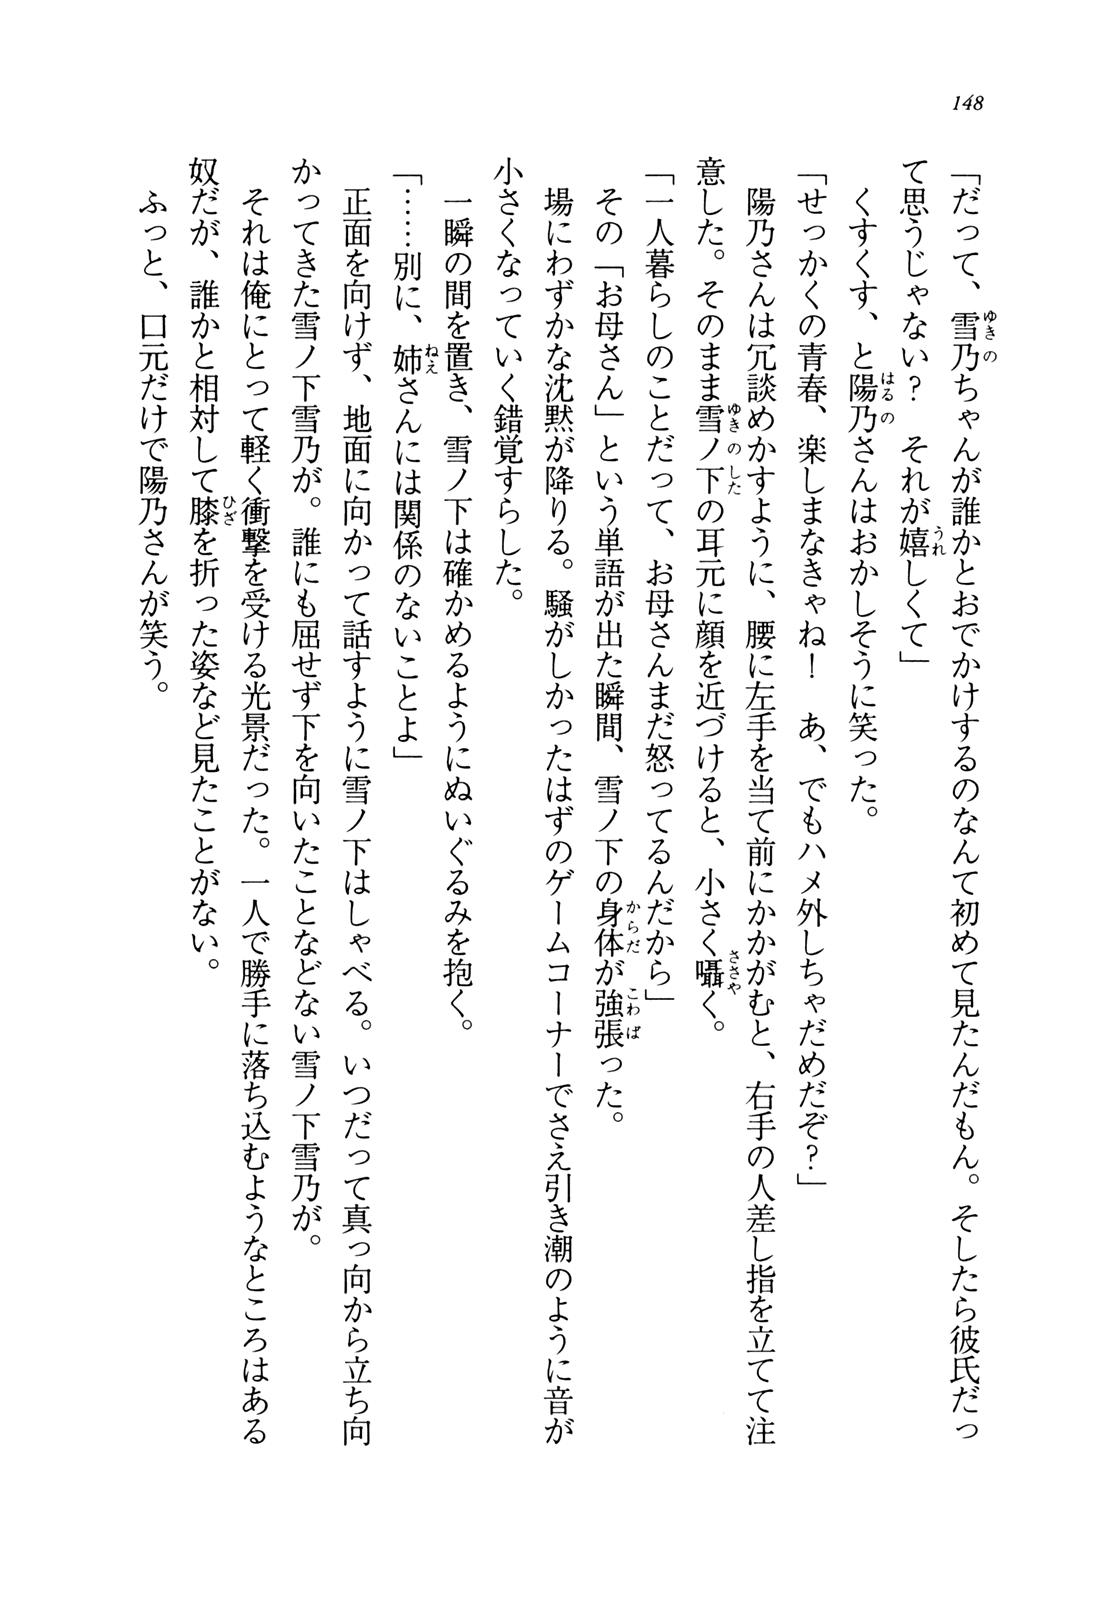 148
「だって、雪乃ちゃんが誰かとおでかけするのなんて初めて見たんだもん。そしたら彼氏だっ
て思うじゃない？　それが嬉しくて」
　くすくす、と陽乃さんはおかしそうに笑った。
「せっかくの青春、楽しまなきゃね！　あ、でもハメ外しちゃだめだぞ？」
　陽乃さんは冗談めかすように、腰に左手を当て前にかがむと、右手の人差し指を立てて注
意した。そのまま雪ノ下の耳元に顔を近づけると、小さく囁く。
「一人暮らしのことだって、お母さんまだ怒ってるんだから」
　その「お母さん」という単語が出た瞬間、雪ノ下の身体が強張った。
　場にわずかな沈黙が降りる。騒がしかったはずのゲームコーナーでさえ引き潮のように音が
小さくなっていく錯覚すらした。
　一瞬の間を置き、雪ノ下は確かめるようにぬいぐるみを抱く。
「……別に、姉さんには関係のないことよ」
　正面を向けず、地面に向かって話すように雪ノ下はしゃべる。いつだって真っ向から立ち向
かってきた雪ノ下雪乃が。誰にも屈せず下を向いたことなどない雪ノ下雪乃が。
　それは俺にとって軽く衝撃を受ける光景だった。一人で勝手に落ち込むようなところはある
奴だが、誰かと相対して膝を折った姿など見たことがない。
　ふっと、口元だけで陽乃さんが笑う。